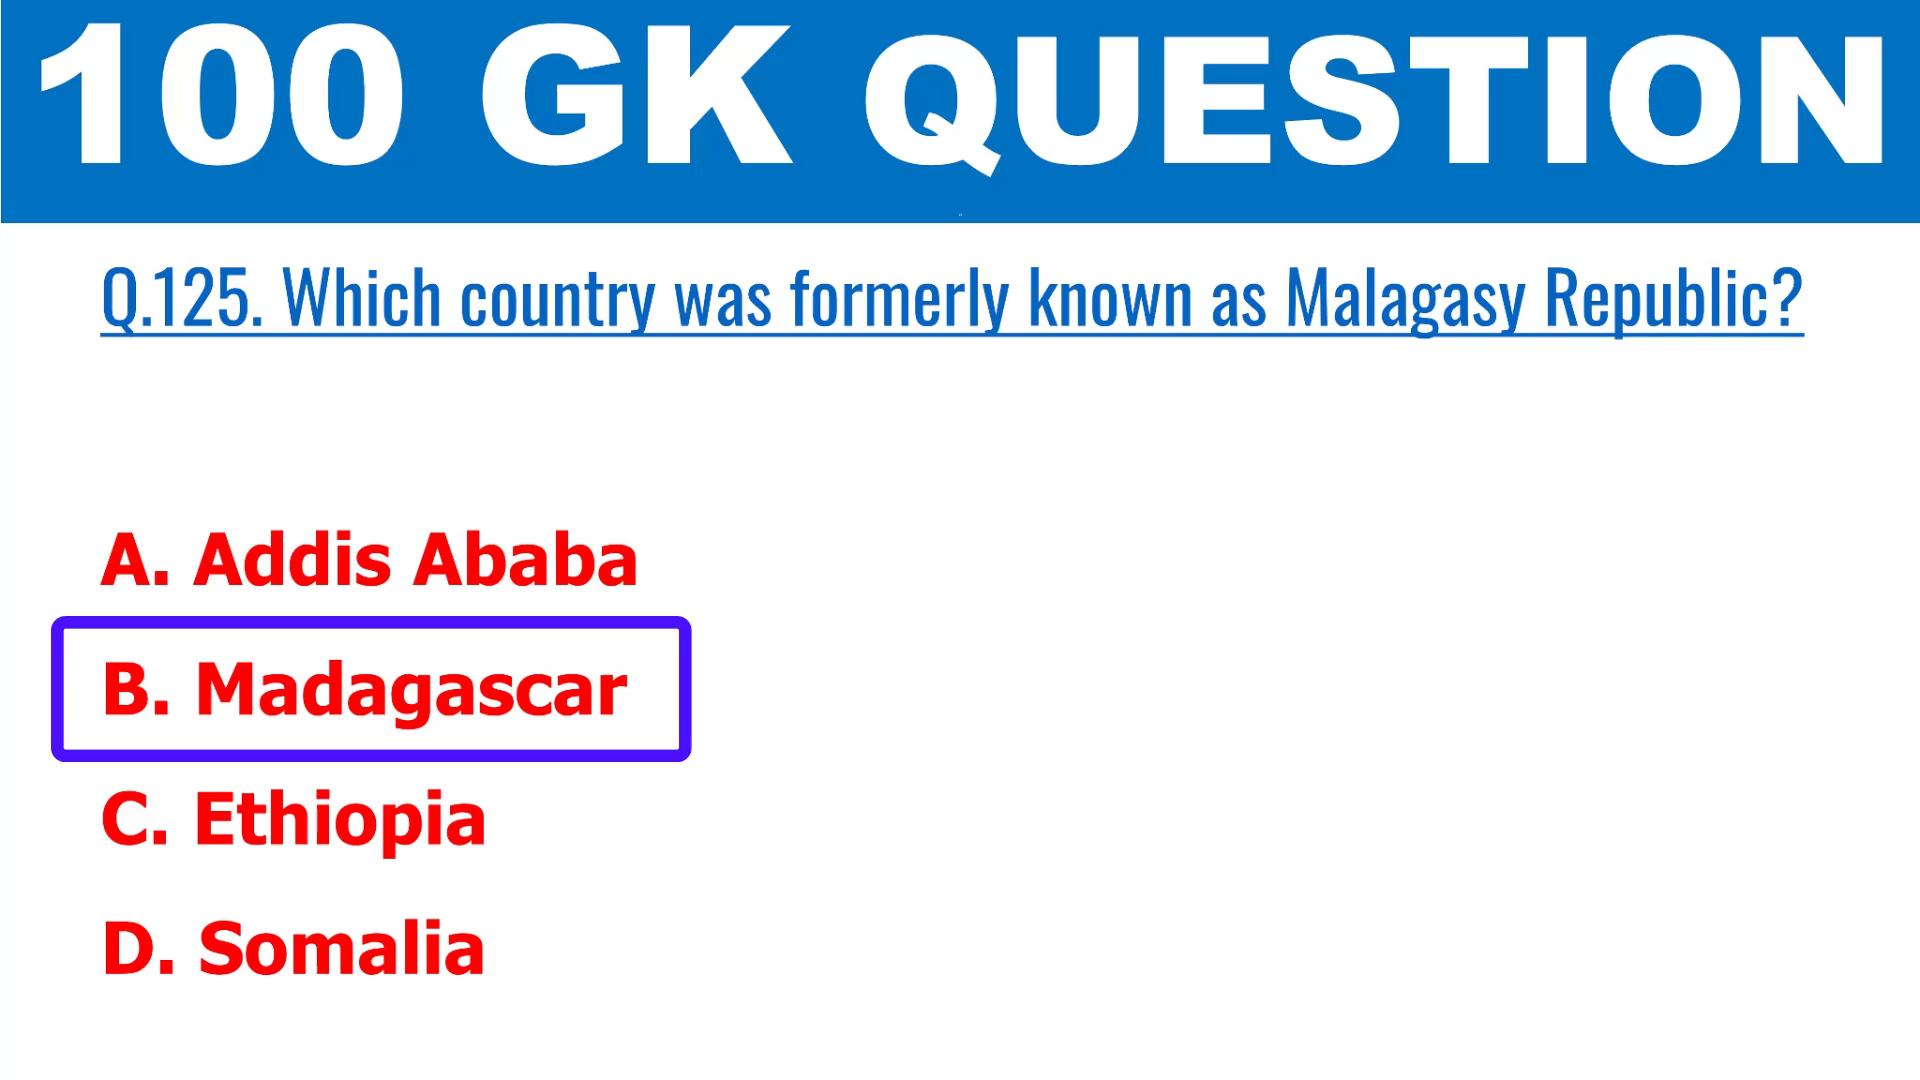 100 GK QUESTION
Q.125. Which country was formerly known as Malagasy Republic?
A. Addis Ababa
B. Madagascar
C. Ethiopia
D. Somalia